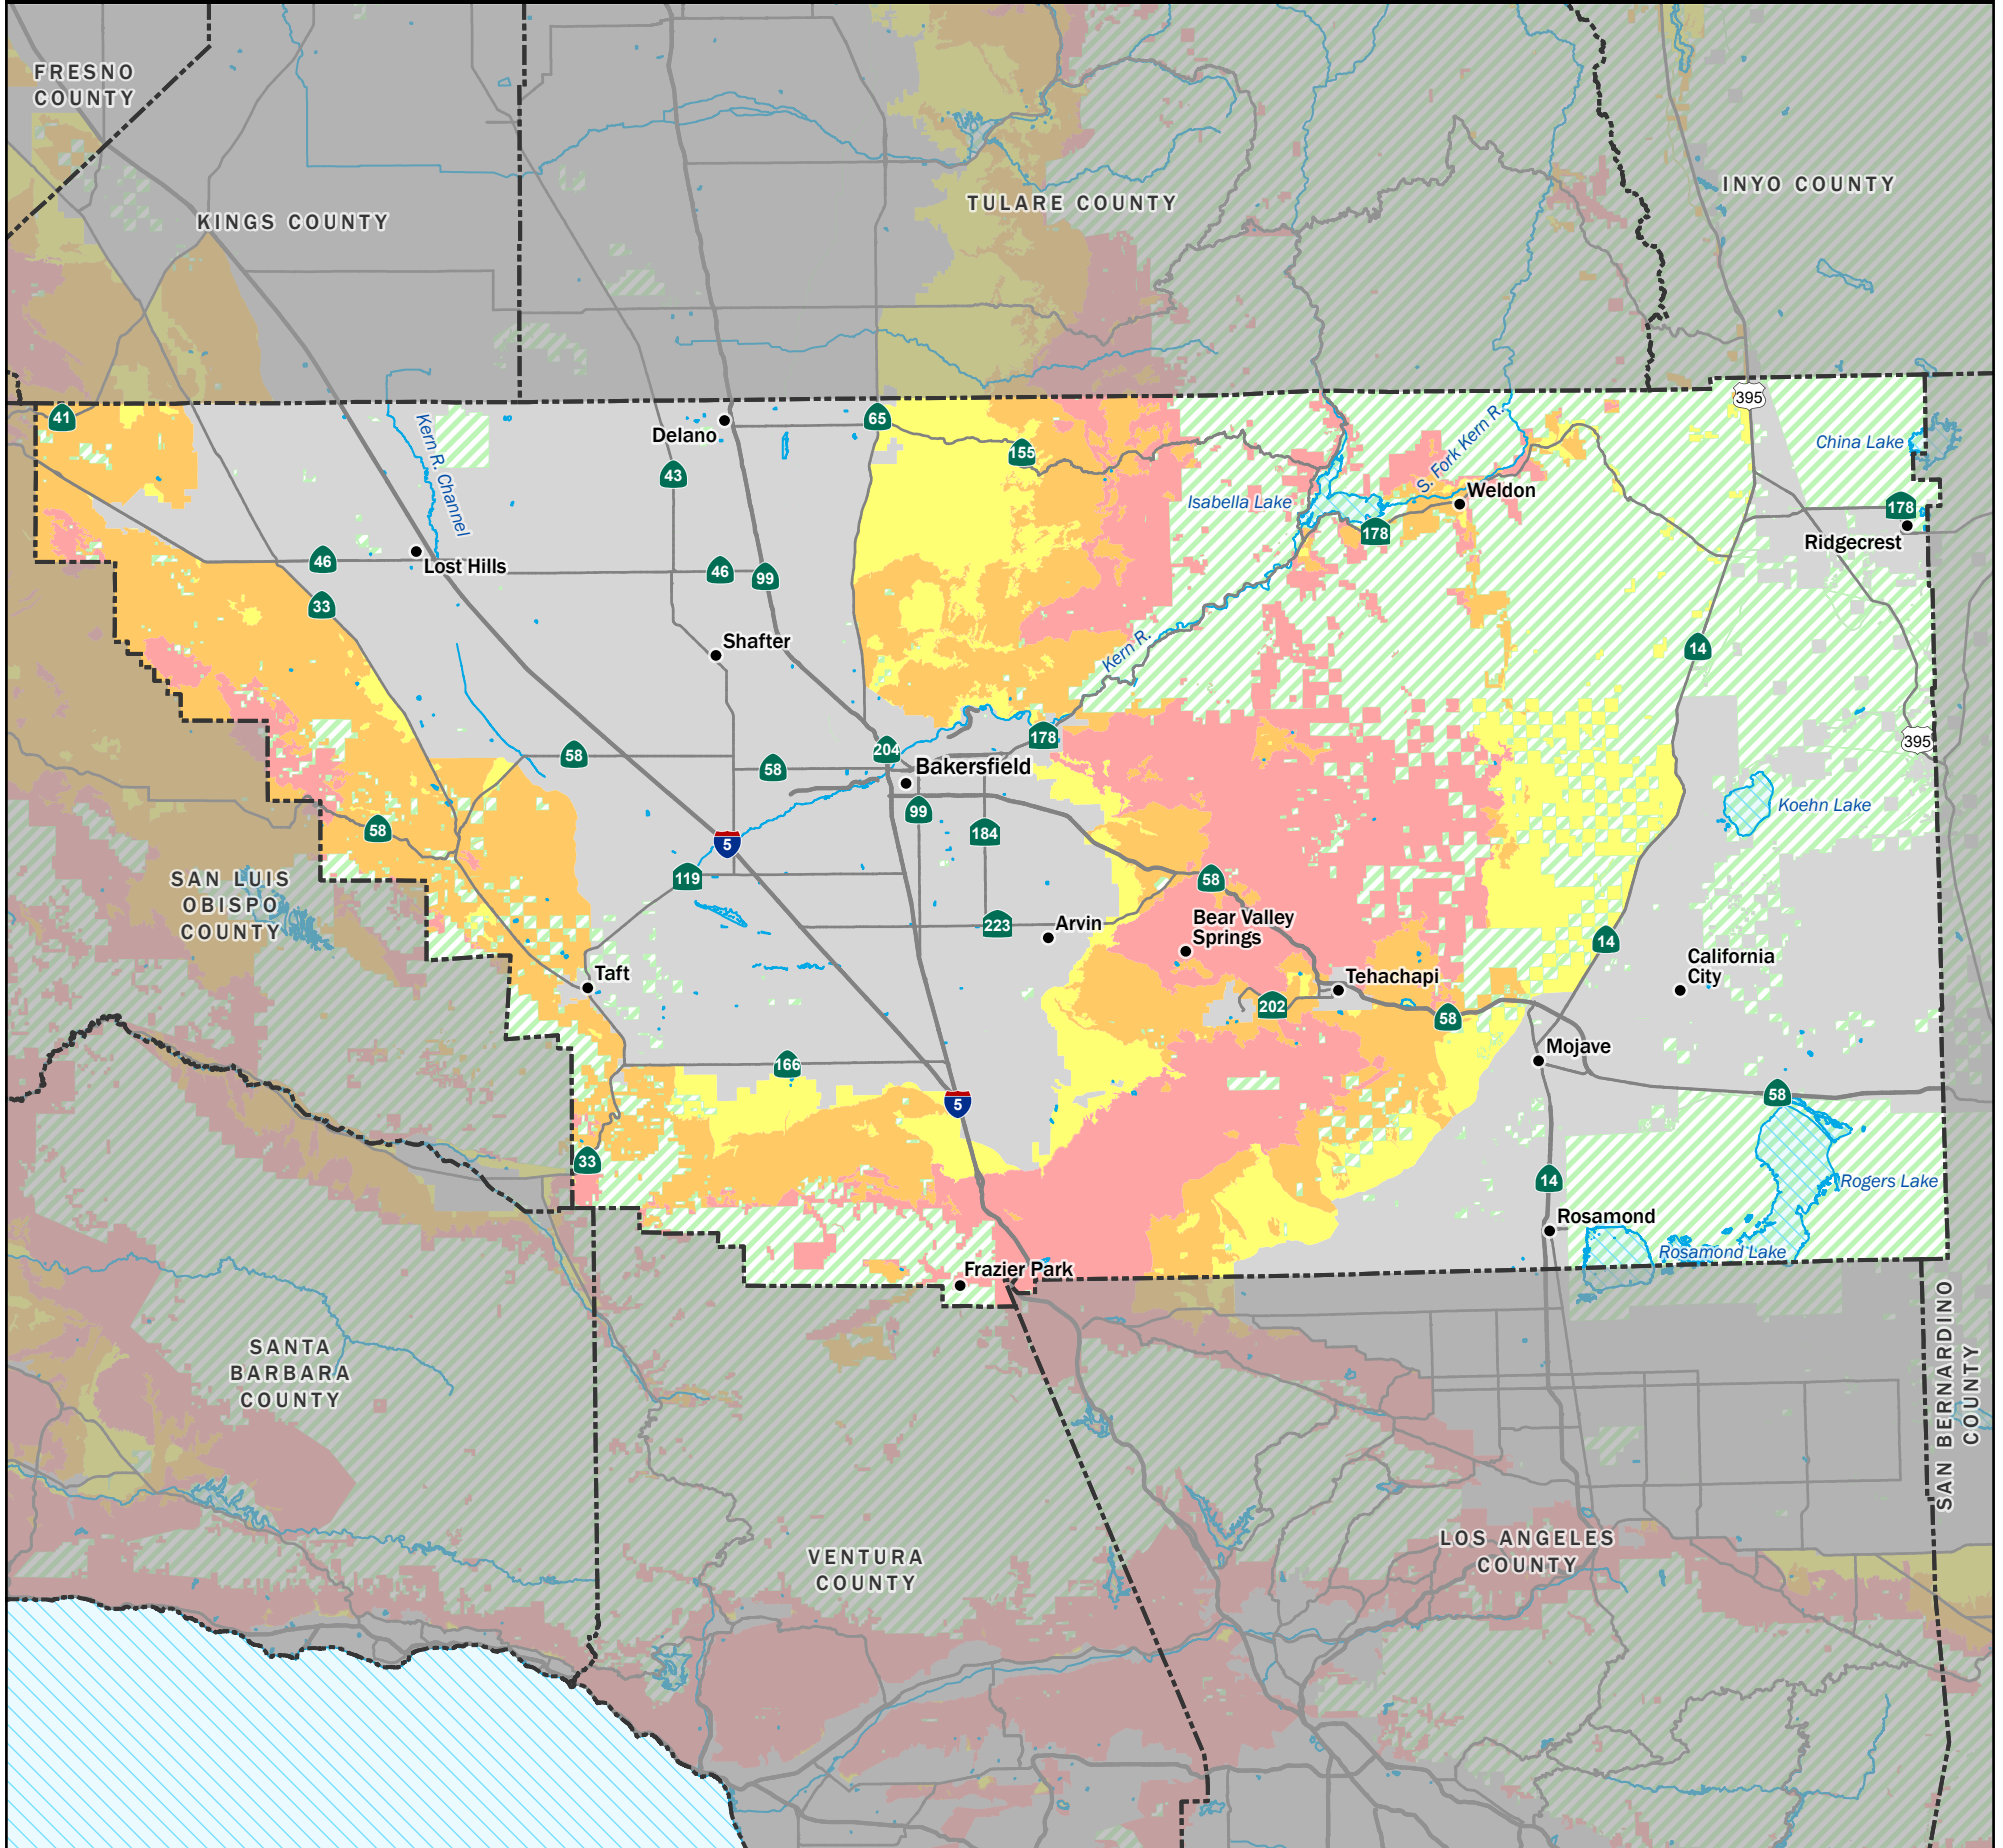 FRESNO
COUNTY
KINGS COUNTY
TULARE COUNTY
INYO COUNTY
395
41
65
Delano
Kern R. Channel
155
43
S. Fork Kern R.
China Lake
Isabella Lake
Weldon
178
178
Ridgecrest
46
Lost Hills
46
99
33
Shafter
Kern R.
14
58
58
204
178
395
Bakersfield
99
184
Koehn Lake
58
5
119
58
SAN LUIS
OBISPO
COUNTY
223
Arvin
Bear Valley
Springs
14
Taft
Tehachapi
California
City
202
58
Mojave
166
5
58
33
14
Rogers Lake
Rosamond
Rosamond Lake
Frazier Park
SAN BERNARDINO
COUNTY
SANTA
BARBARA
COUNTY
VENTURA
COUNTY
LOS ANGELES
COUNTY